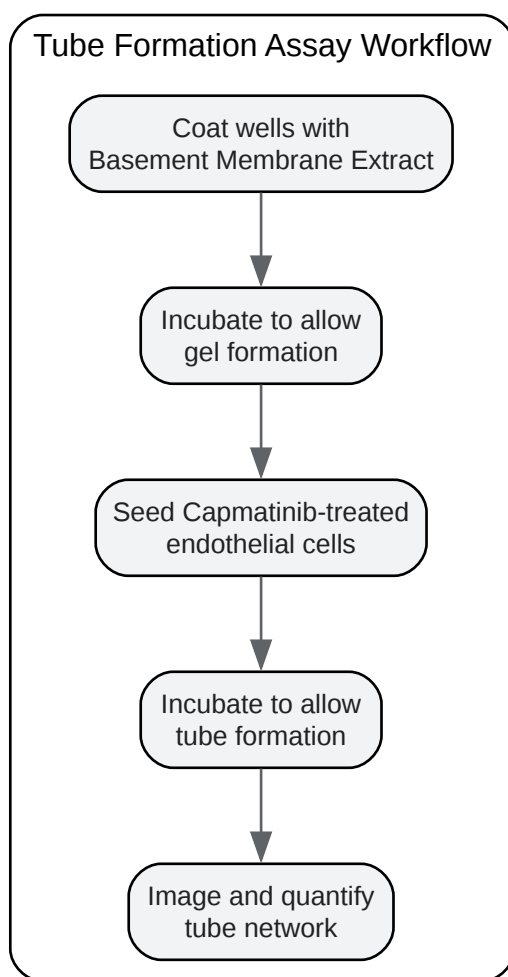 Tube Formation Assay Workflow
Coat wells with
Basement Membrane Extract
Incubate to allow
gel formation
Seed Capmatinib-treated
endothelial cells
Incubate to allow
tube formation
Image and quantify
tube network